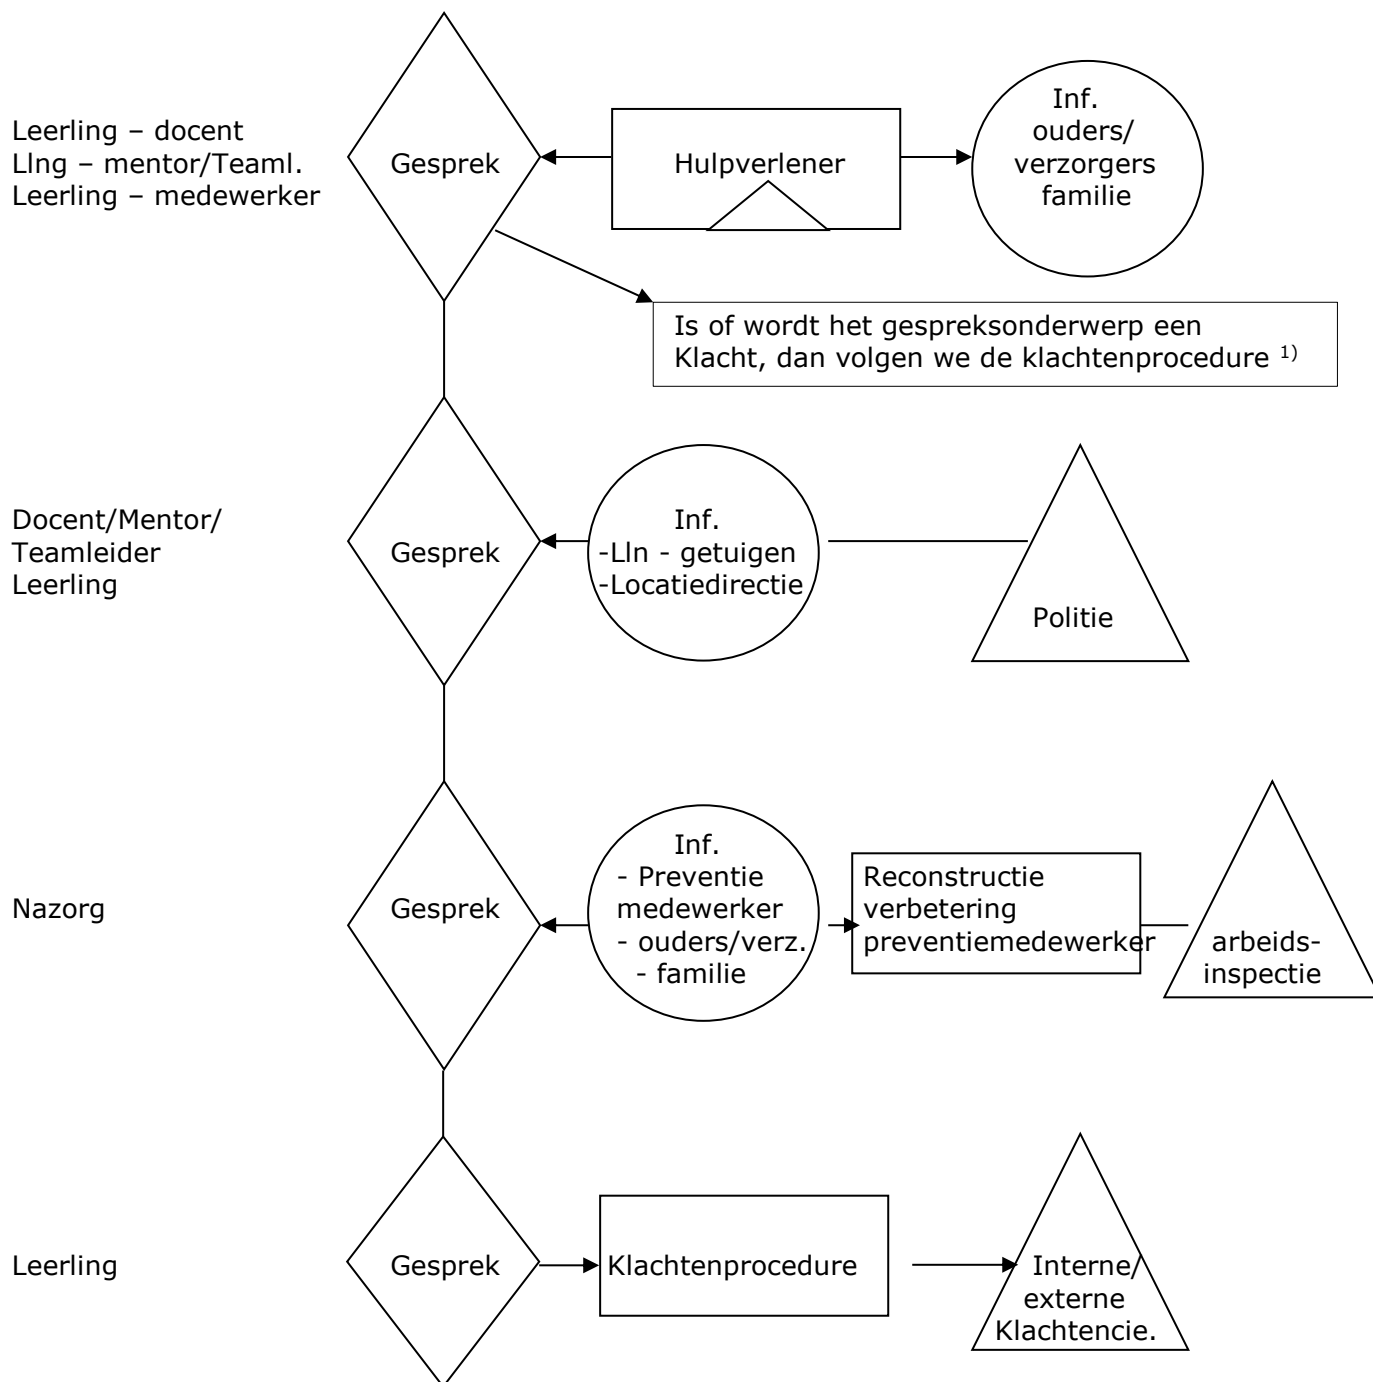 Leerling – docent
Llng – mentor/Teaml.
Leerling – medewerker
Gesprek
Hulpverlener
Inf.
ouders/
verzorgers
familie
Is of wordt het gespreksonderwerp een
Klacht, dan volgen we de klachtenprocedure 1)
Docent/Mentor/
Teamleider
Leerling
Gesprek
Inf.
-Lln - getuigen
-Locatiedirectie
Politie
Nazorg
Gesprek
Inf.
- Preventie
medewerker
- ouders/verz.
- familie
Reconstructie
verbetering
preventiemedewerker
arbeids-
inspectie
Leerling
Gesprek
Klachtenprocedure
Interne/
externe
Klachtencie.